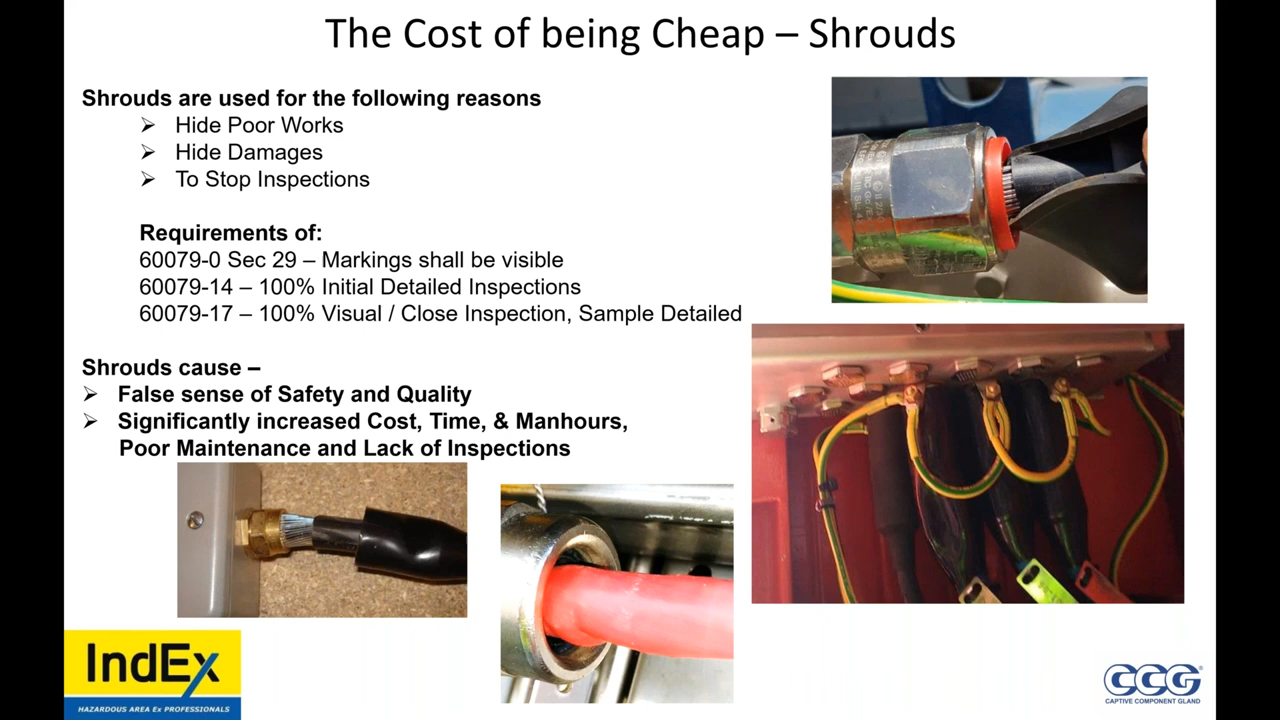 The Cost of being Cheap – Shrouds
Shrouds are used for the following reasons
➢ Hide Poor Works
➢ Hide Damages
➢ To Stop Inspections
Requirements of:
60079-0 Sec 29 – Markings shall be visible
60079-14 – 100% Initial Detailed Inspections
60079-17 – 100% Visual / Close Inspection, Sample Detailed
Shrouds cause –
➢ False sense of Safety and Quality
➢ Significantly increased Cost, Time, & Manhours,
Poor Maintenance and Lack of Inspections
IndEx
HAZARDOUS AREA Ex PROFESSIONALS
CCG®
CAPTIVE COMPONENT GLAND